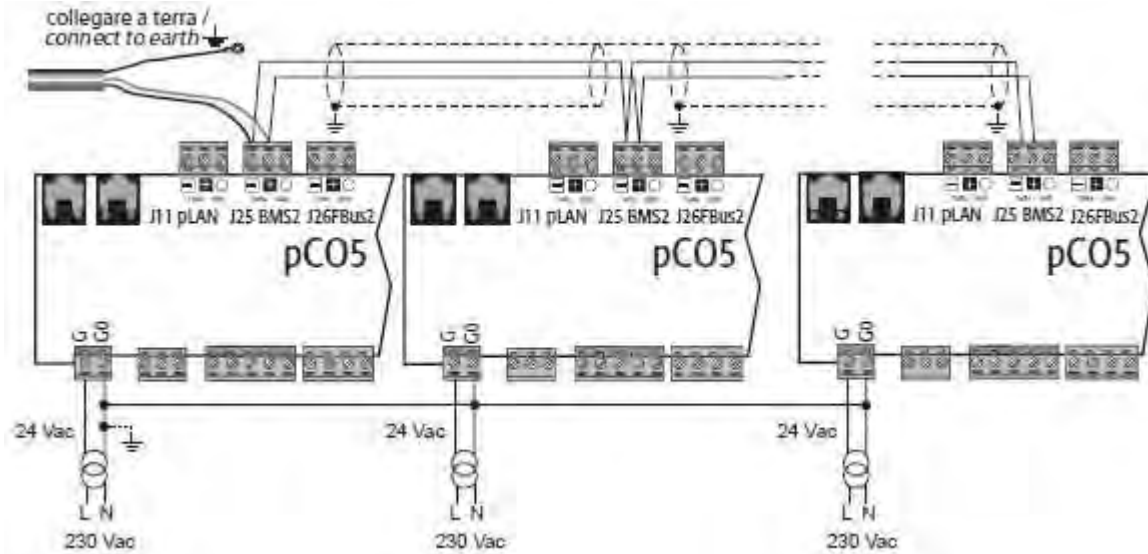 collegare a terra /
connect to earth
J11 pLAN J25 BMS2 J26FBus2
pCO5
G G0
24 Vac
L N
230 Vac
J11 pLAN J25 BMS2 J26FBus2
pCO5
G G0
24 Vac
L N
230 Vac
J11 pLAN J25 BMS2 J26FBus2
pCO5
G G0
24 Vac
L N
230 Vac